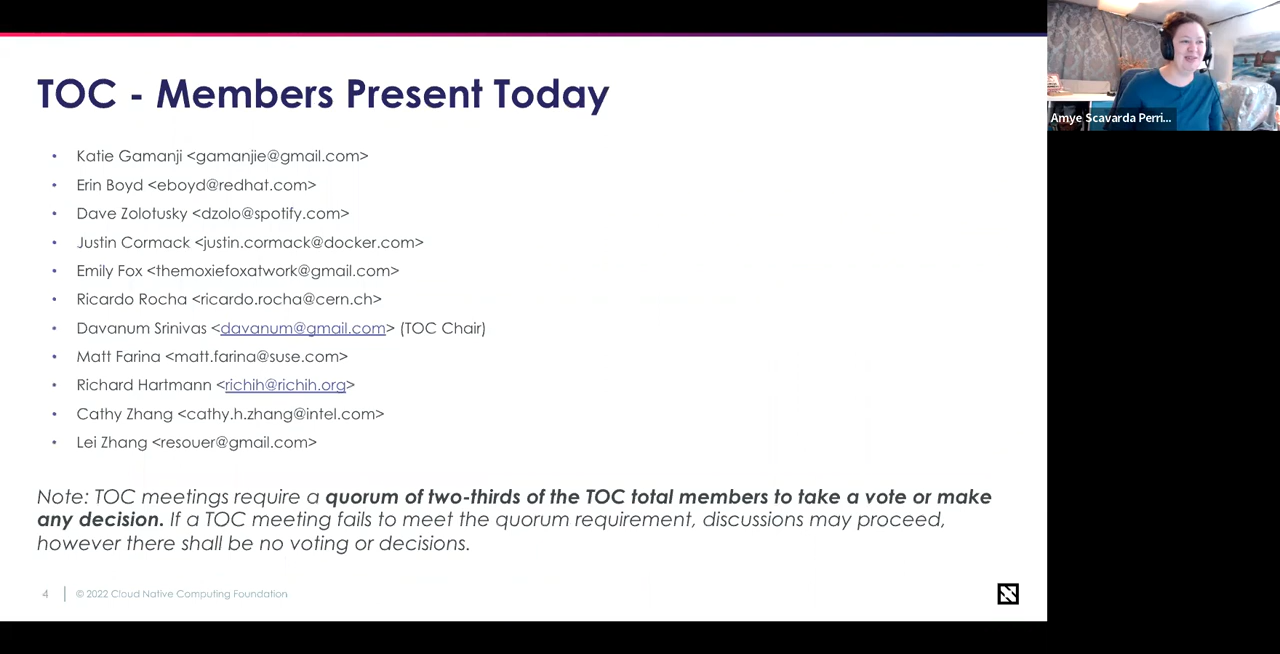 TOC - Members Present Today
Amye Scavarda Perri...
• Katie Gamanji <gamanjie@gmail.com>
• Erin Boyd <eboyd@redhat.com>
• Dave Zolotusky <dzolo@spotify.com>
• Justin Cormack <justin.cormack@docker.com>
• Emily Fox <themoxiefoxatwork@gmail.com>
• Ricardo Rocha <ricardo.rocha@cern.ch>
• Davanum Srinivas <davanum@gmail.com> (TOC Chair)
• Matt Farina <matt.farina@suse.com>
• Richard Hartmann <richih@richih.org>
• Cathy Zhang <cathy.h.zhang@intel.com>
• Lei Zhang <resouer@gmail.com>
Note: TOC meetings require a quorum of two-thirds of the TOC total members to take a vote or make
any decision. If a TOC meeting fails to meet the quorum requirement, discussions may proceed,
however there shall be no voting or decisions.
4 © 2022 Cloud Native Computing Foundation